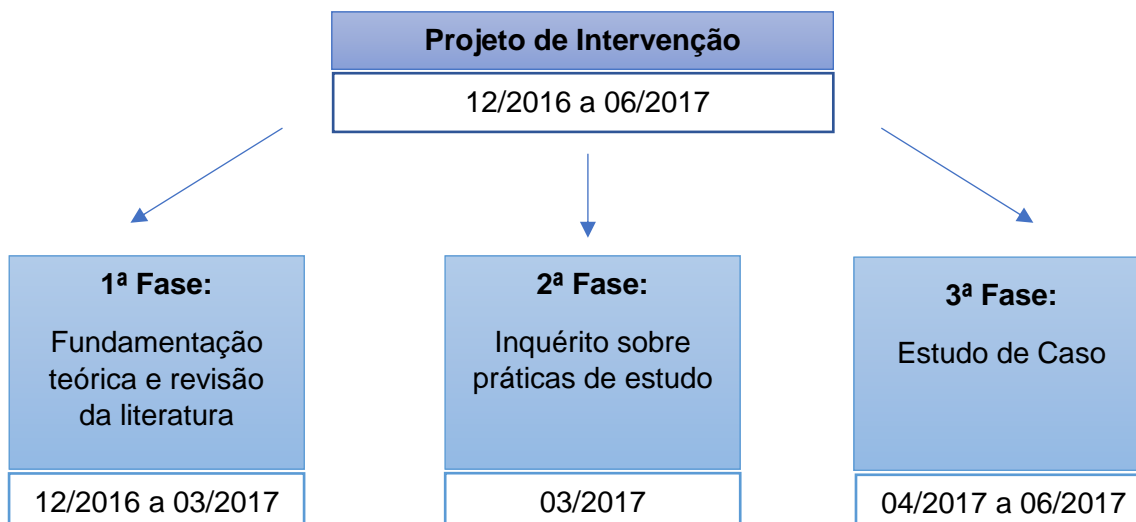 Projeto de Intervenção
12/2016 a 06/2017
1ª Fase:
Fundamentação
teórica e revisão
da literatura
12/2016 a 03/2017
2ª Fase:
Inquérito sobre
práticas de estudo
03/2017
3ª Fase:
Estudo de Caso
04/2017 a 06/2017